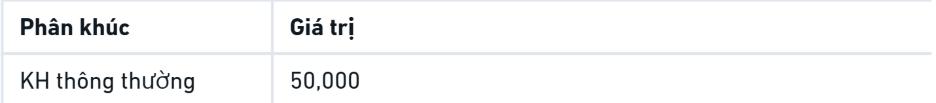 Phân khúc Giá trị
KH thông thường 50,000